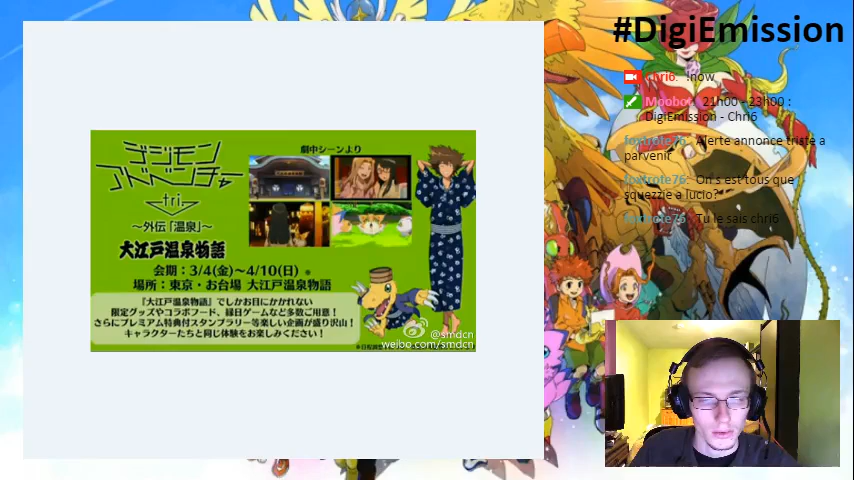 #DigiEmission
Chri6: !now
Moobot: 21h00 - 23h00 :
DigiEmission - Chri6
foxtrote76: Alerte annonce triste a
parvenir
foxtrote76: On s est tous que
squezzie a lucio?
foxtrote76: Tu le sais chri6
デジモン
アドベンチャー
tri.
～外伝「温泉」～
大江戸温泉物語
劇中シーンより
会期：3/4(金)～4/10(日) ※
場所：東京・お台場 大江戸温泉物語
『大江戸温泉物語』でしかお目にかかれない
限定グッズやコラボフード、縁日ゲームなど多数ご用意！
さらにプレミアム特典付スタンプラリー等楽しい企画が盛り沢山！
キャラクターたちと同じ体験をお楽しみください！
@smdcn
weibo.com/smdcn